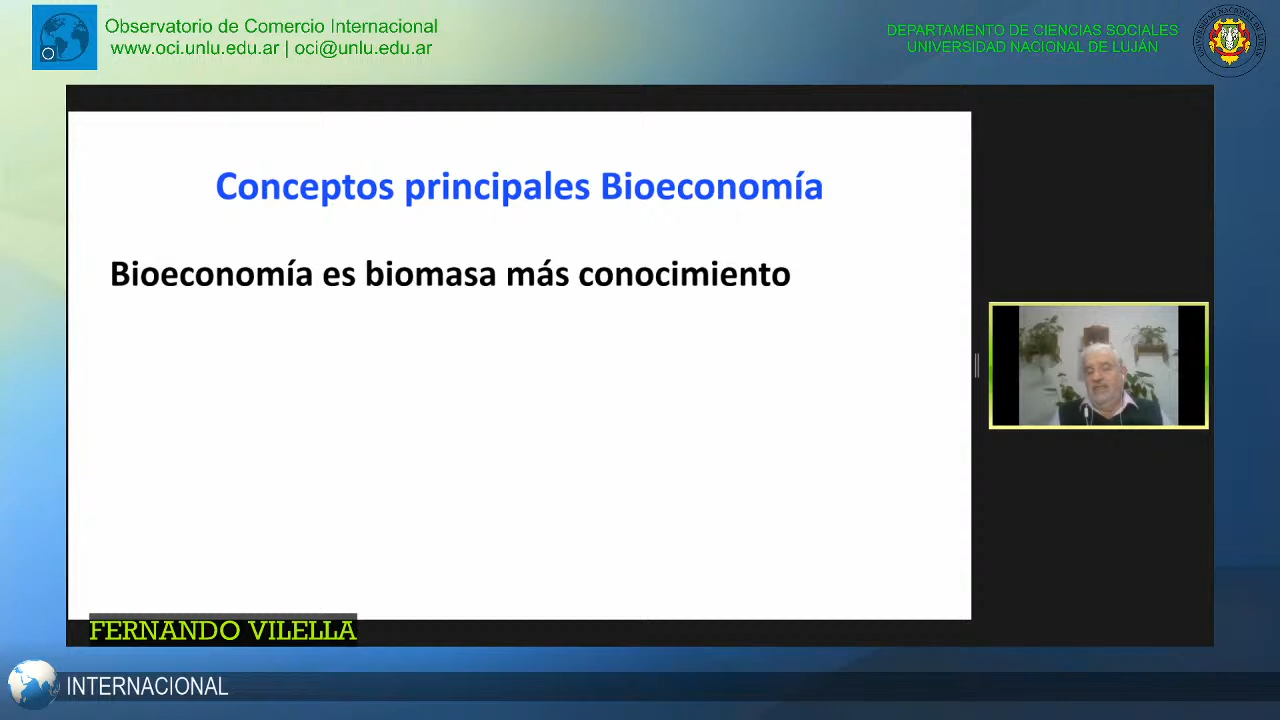 Observatorio de Comercio Internacional
www.oci.unlu.edu.ar | oci@unlu.edu.ar
DEPARTAMENTO DE CIENCIAS SOCIALES
UNIVERSIDAD NACIONAL DE LUJÁN
Conceptos principales Bioeconomía
Bioeconomía es biomasa más conocimiento
FERNANDO VILELLA
INTERNACIONAL